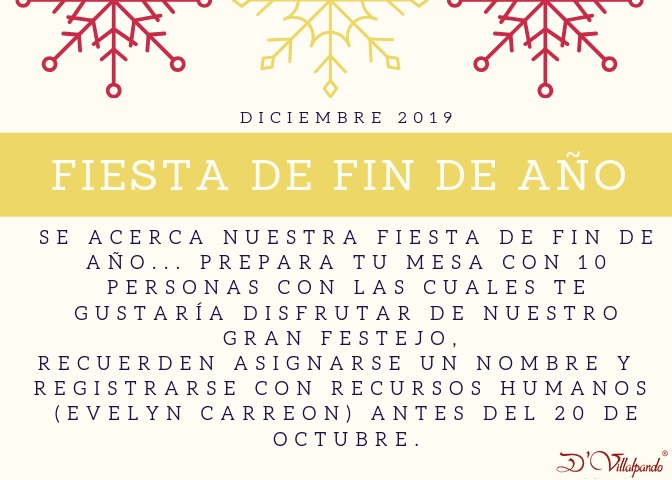 DICIEMBRE 2019
FIESTA DE FIN DE AÑO
SE ACERCA NUESTRA FIESTA DE FIN DE
AÑO... PREPARA TU MESA CON 10
PERSONAS CON LAS CUALES TE
GUSTARÍA DISFRUTAR DE NUESTRO
GRAN FESTEJO,
RECUERDEN ASIGNARSE UN NOMBRE Y
REGISTRARSE CON RECURSOS HUMANOS
(EVELYN CARREON) ANTES DEL 20 DE
OCTUBRE.
D'Villalpando®